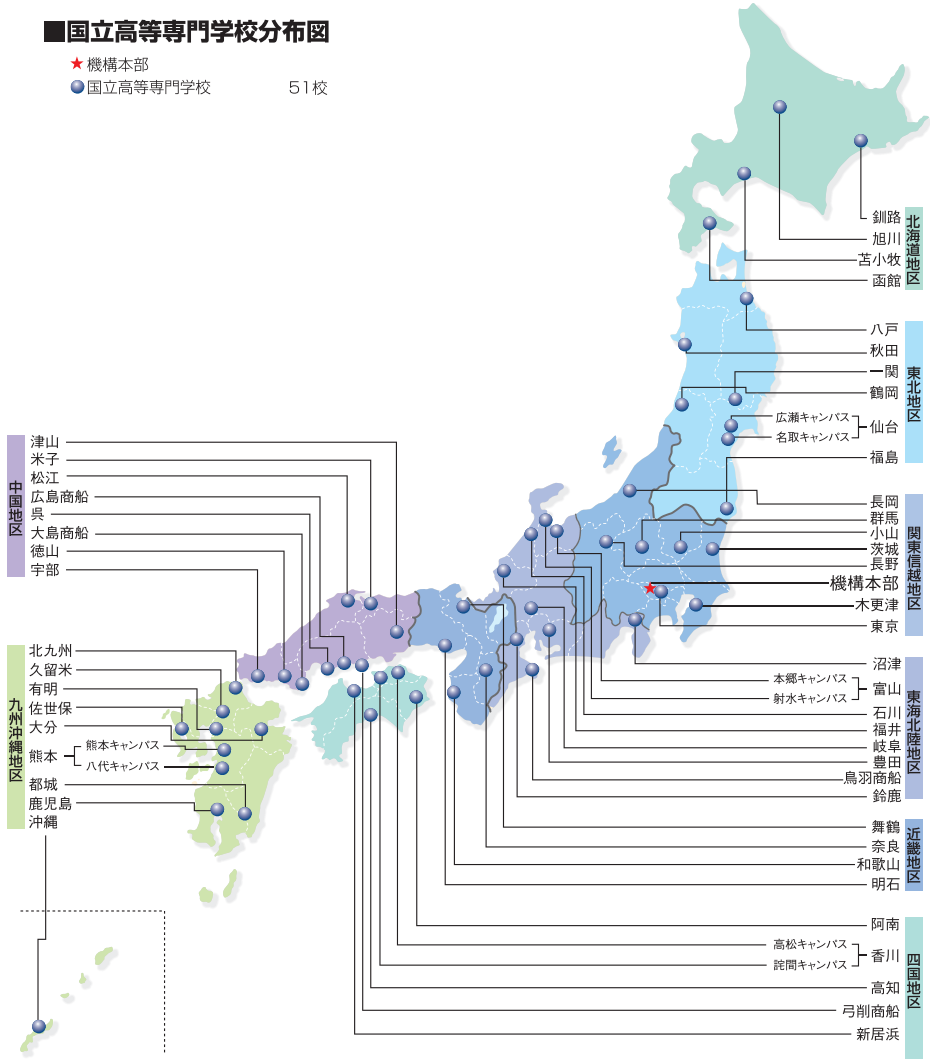 ■国立高等専門学校分布図
★機構本部
国立高等専門学校 51校
北海道地区
釧路
旭川
苫小牧
函館
東北地区
八戸
秋田
一関
鶴岡
広瀬キャンパス
仙台
名取キャンパス
福島
関東信越地区
長岡
群馬
小山
茨城
長野
機構本部
木更津
東京
東海北陸地区
沼津
本郷キャンパス
富山
射水キャンパス
石川
福井
岐阜
豊田
鳥羽商船
鈴鹿
近畿地区
舞鶴
奈良
和歌山
明石
四国地区
阿南
高松キャンパス
香川
詫間キャンパス
高知
弓削商船
新居浜
中国地区
津山
米子
松江
広島商船
呉
大島商船
徳山
宇部
九州沖縄地区
北九州
久留米
有明
佐世保
大分
熊本キャンパス
熊本
八代キャンパス
都城
鹿児島
沖縄